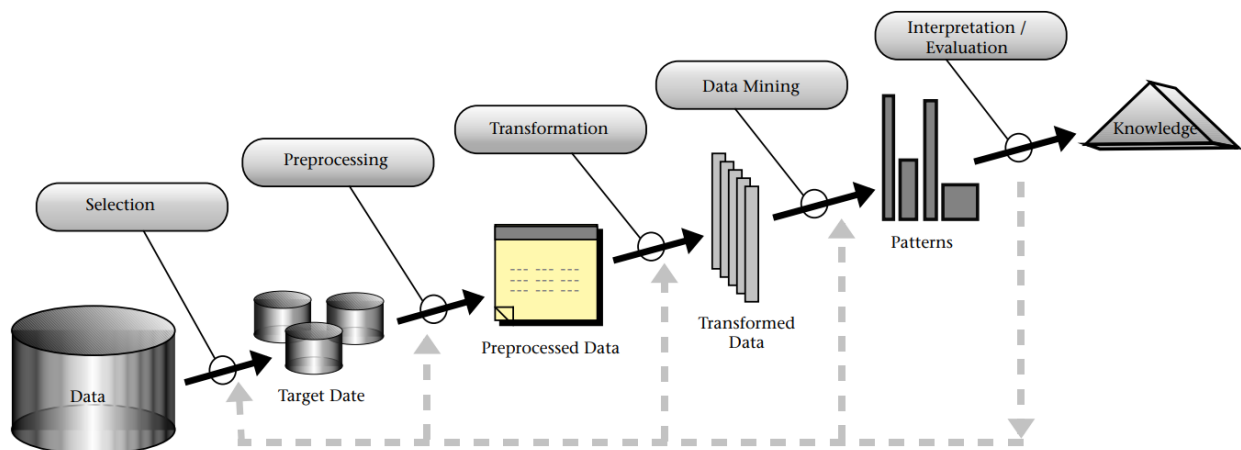 Interpretation /
Evaluation
Data Mining
Knowledge
Transformation
Preprocessing
Selection
Patterns
Transformed
Data
Preprocessed Data
Target Date
Data